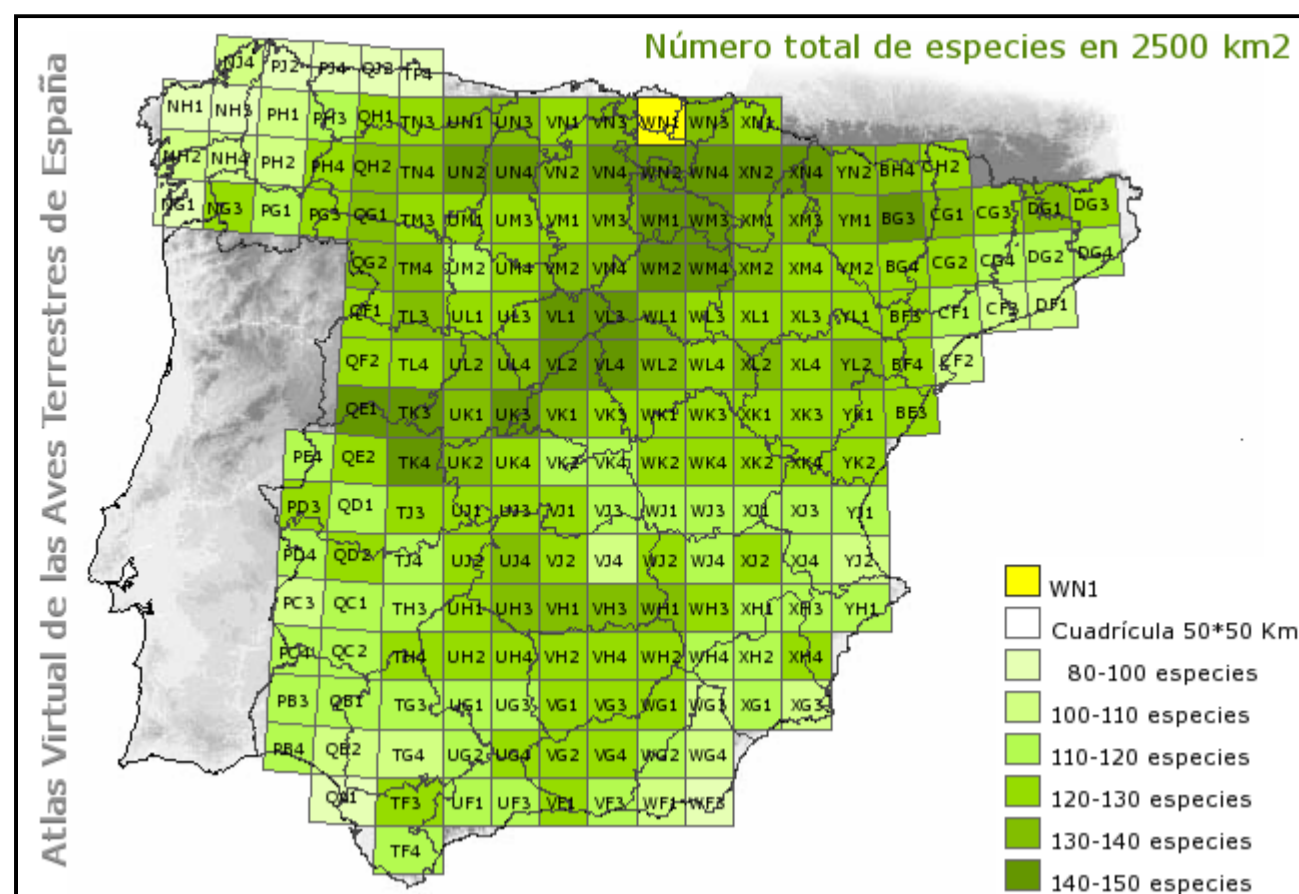 Número total de especies en 2500 km2
Atlas Virtual de las Aves Terrestres de España
NJ4 PJ2 PJ4 QJ2 TP4
NH1 NH3 PH1 PH3 QH1 TN3 UN1 UN3 VN1 VN3 WN1 WN3 XN1
NH2 NH4 PH2 PH4 QH2 TN4 UN2 UN4 VN2 VN4 WN2 WN4 XN2 XN4 YN2 BH4 CH2
NG1 NG3 PG1 PG3 QG1 TM3 UM1 UM3 VM1 VM3 WM1 WM3 XM1 XM3 YM1 BG3 CG1 CG3 DG1 DG3
QG2 TM4 UM2 UM4 VM2 VM4 WM2 WM4 XM2 XM4 YM2 BG4 CG2 CG4 DG2 DG4
QF1 TL3 UL1 UL3 VL1 VL3 WL1 WL3 XL1 XL3 YL1 BF3 CF1 CF3 DF1
QF2 TL4 UL2 UL4 VL2 VL4 WL2 WL4 XL2 XL4 YL2 BF4 CF2
QE1 TK3 UK1 UK3 VK1 VK3 WK1 WK3 XK1 XK3 YK1 BE3
PE4 QE2 TK4 UK2 UK4 VK2 VK4 WK2 WK4 XK2 XK4 YK2
PD3 QD1 TJ3 UJ1 UJ3 VJ1 VJ3 WJ1 WJ3 XJ1 XJ3 YJ1
PD4 QD2 TJ4 UJ2 UJ4 VJ2 VJ4 WJ2 WJ4 XJ2 XJ4 YJ2
PC3 QC1 TH3 UH1 UH3 VH1 VH3 WH1 WH3 XH1 XH3 YH1
PC4 QC2 TH4 UH2 UH4 VH2 VH4 WH2 WH4 XH2 XH4
PB3 QB1 TG3 UG1 UG3 VG1 VG3 WG1 WG3 XG1 XG3
PB4 QB2 TG4 UG2 UG4 VG2 VG4 WG2 WG4
QA1 TF3 UF1 UF3 VF1 VF3 WF1 WF3
TF4
WN1
Cuadrícula 50*50 Km
80-100 especies
100-110 especies
110-120 especies
120-130 especies
130-140 especies
140-150 especies